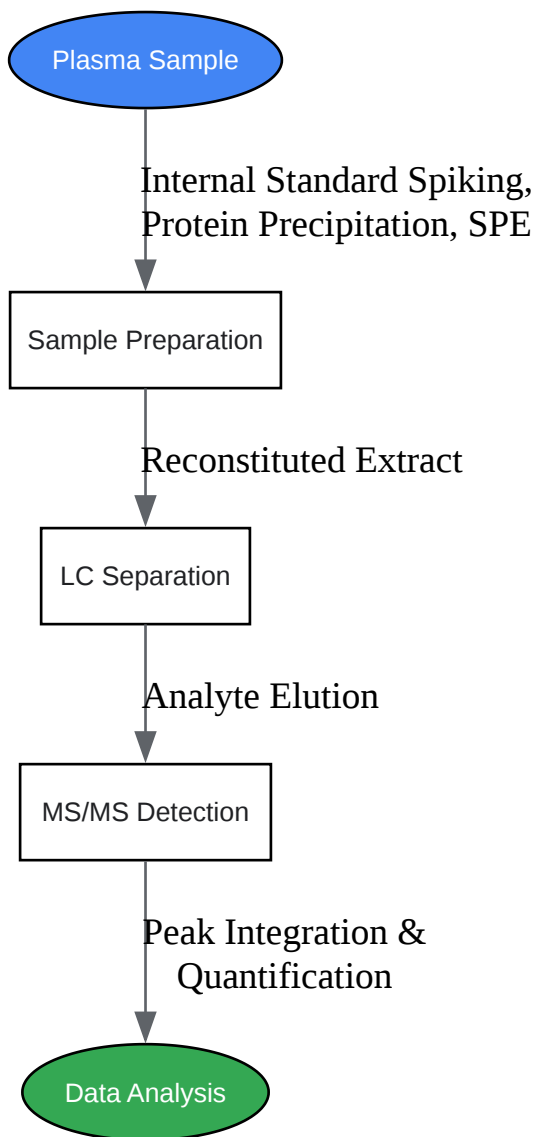 Plasma Sample
Internal Standard Spiking,
Protein Precipitation, SPE
Sample Preparation
Reconstituted Extract
LC Separation
Analyte Elution
MS/MS Detection
Peak Integration &
Quantification
Data Analysis